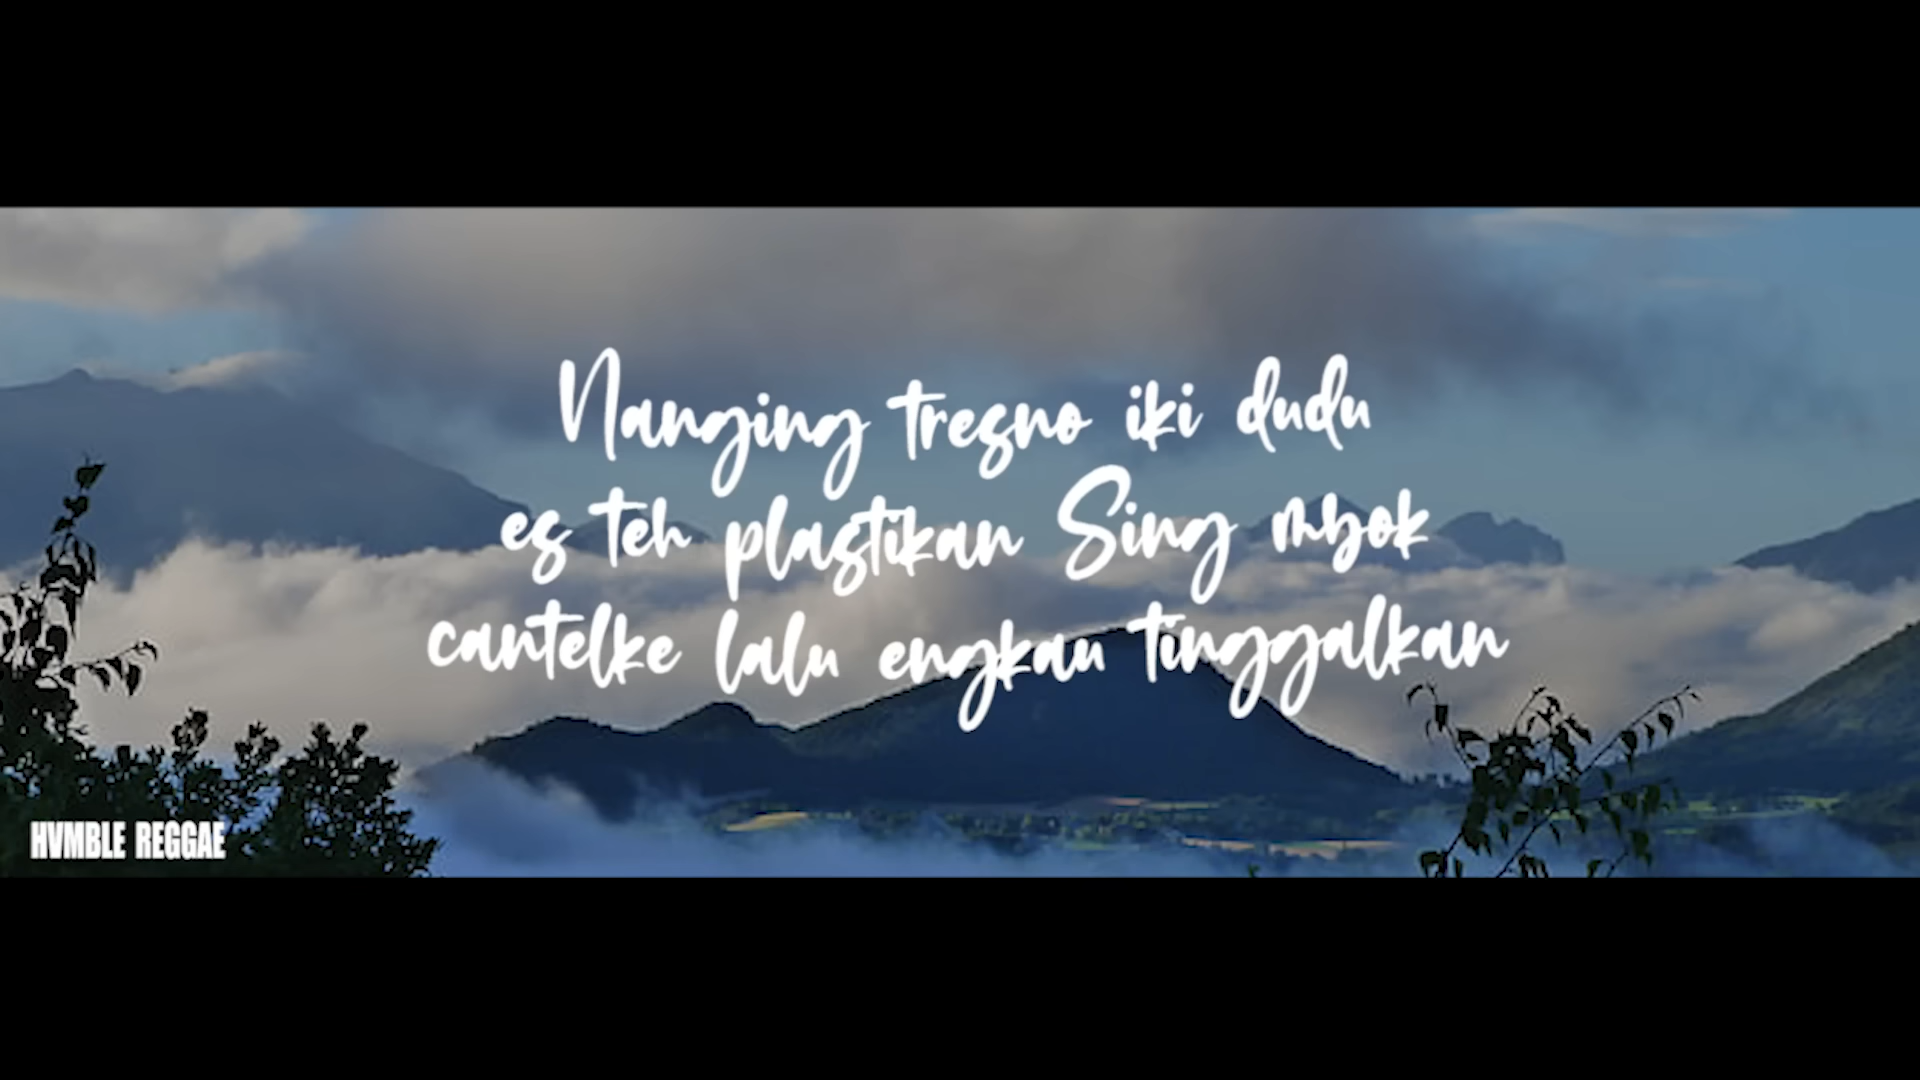 Nanging tresno iki dudu
es teh plastikan Sing mbok
cantelke lalu engkau tinggalkan
HVMBLE REGGAE